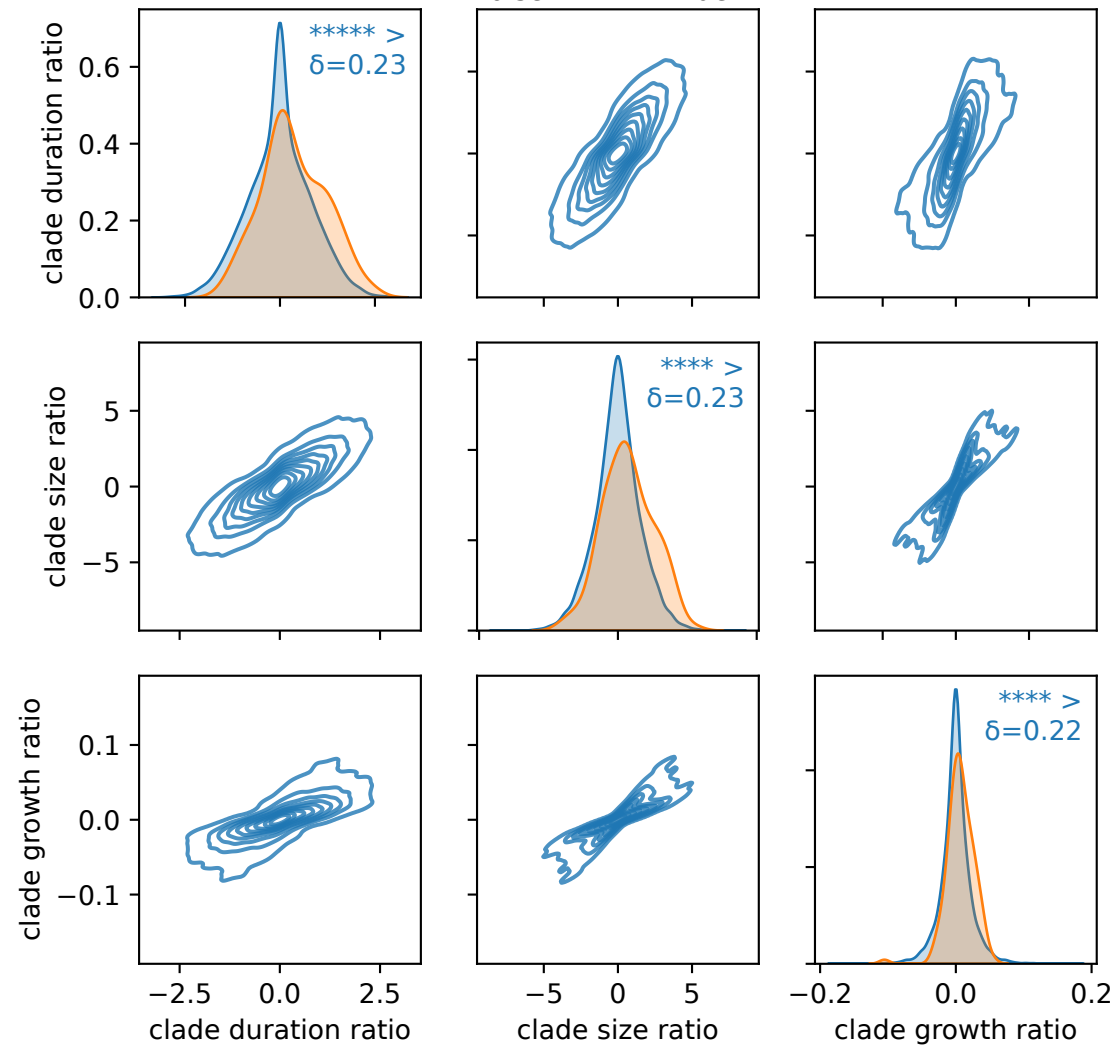 clade duration ratio
0.6
0.4
0.2
0.0
***** >
δ=0.23
clade size ratio
5
0
−5
**** >
δ=0.23
clade growth ratio
0.1
0.0
−0.1
**** >
δ=0.22
−2.5 0.0 2.5
−5 0 5
−0.2 0.0 0.2
clade duration ratio
clade size ratio
clade growth ratio